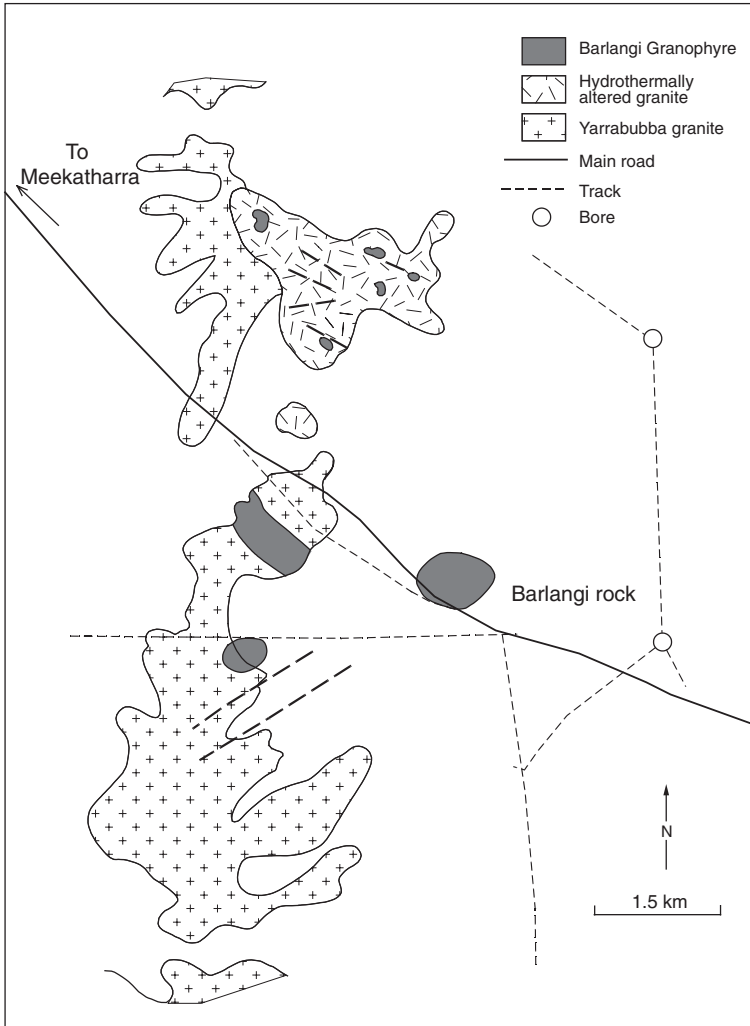 Barlangi Granophyre
Hydrothermally
altered granite
Yarrabubba granite
Main road
Track
Bore
To
Meekatharra
Barlangi rock
N
1.5 km